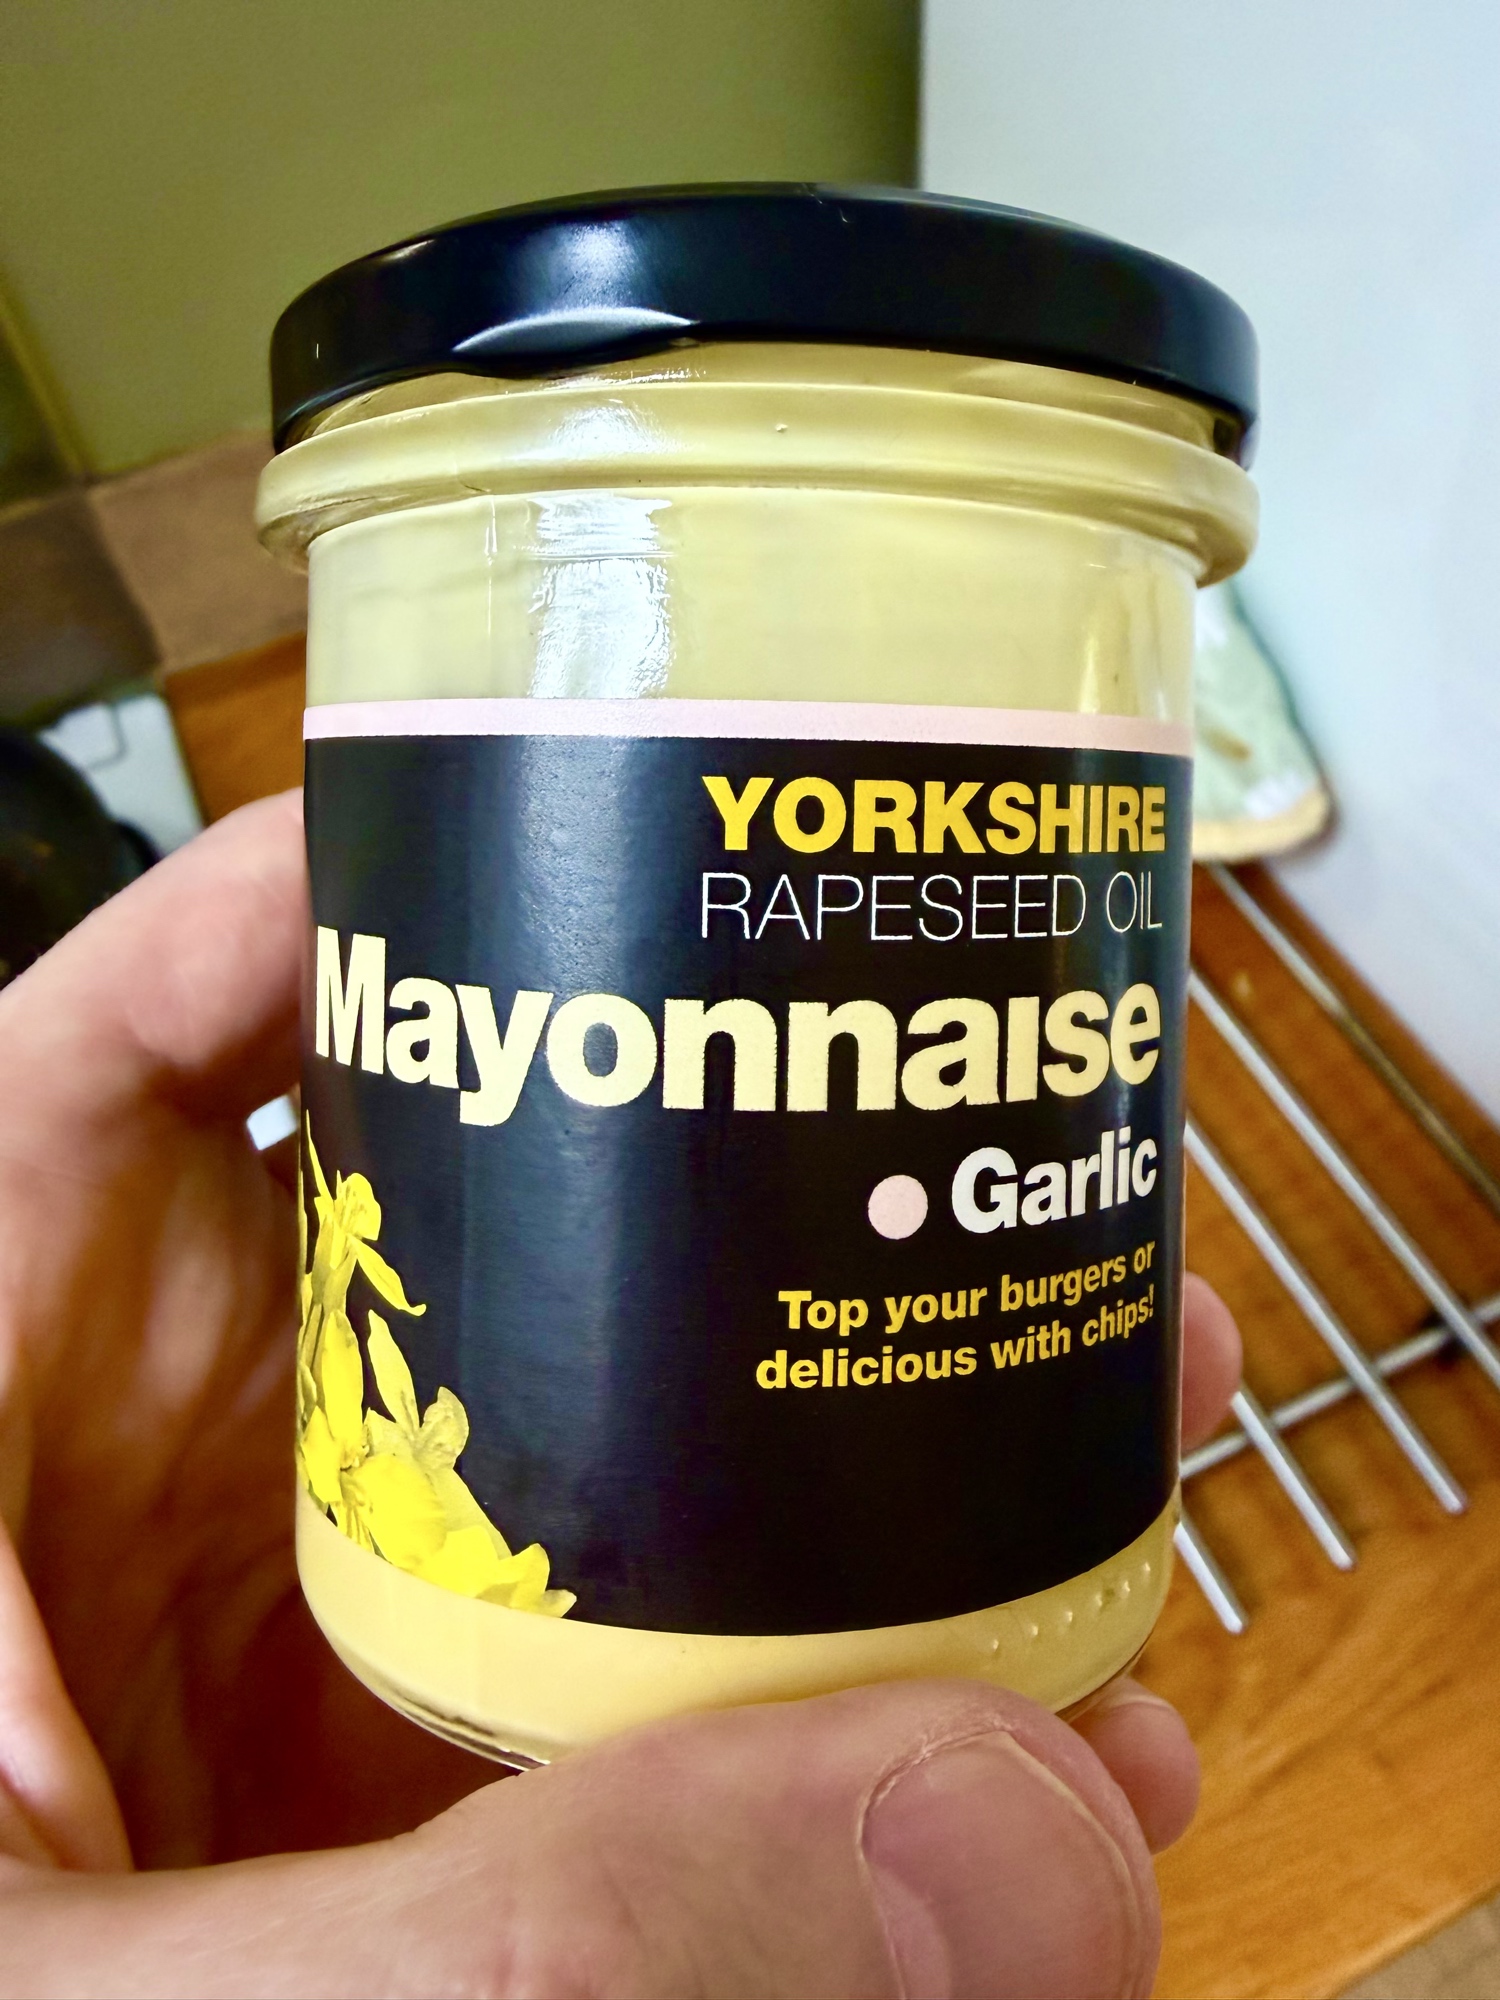 YORKSHIRE
RAPESEED OIL
Mayonnaise
Garlic
Top your burgers or
delicious with chips!